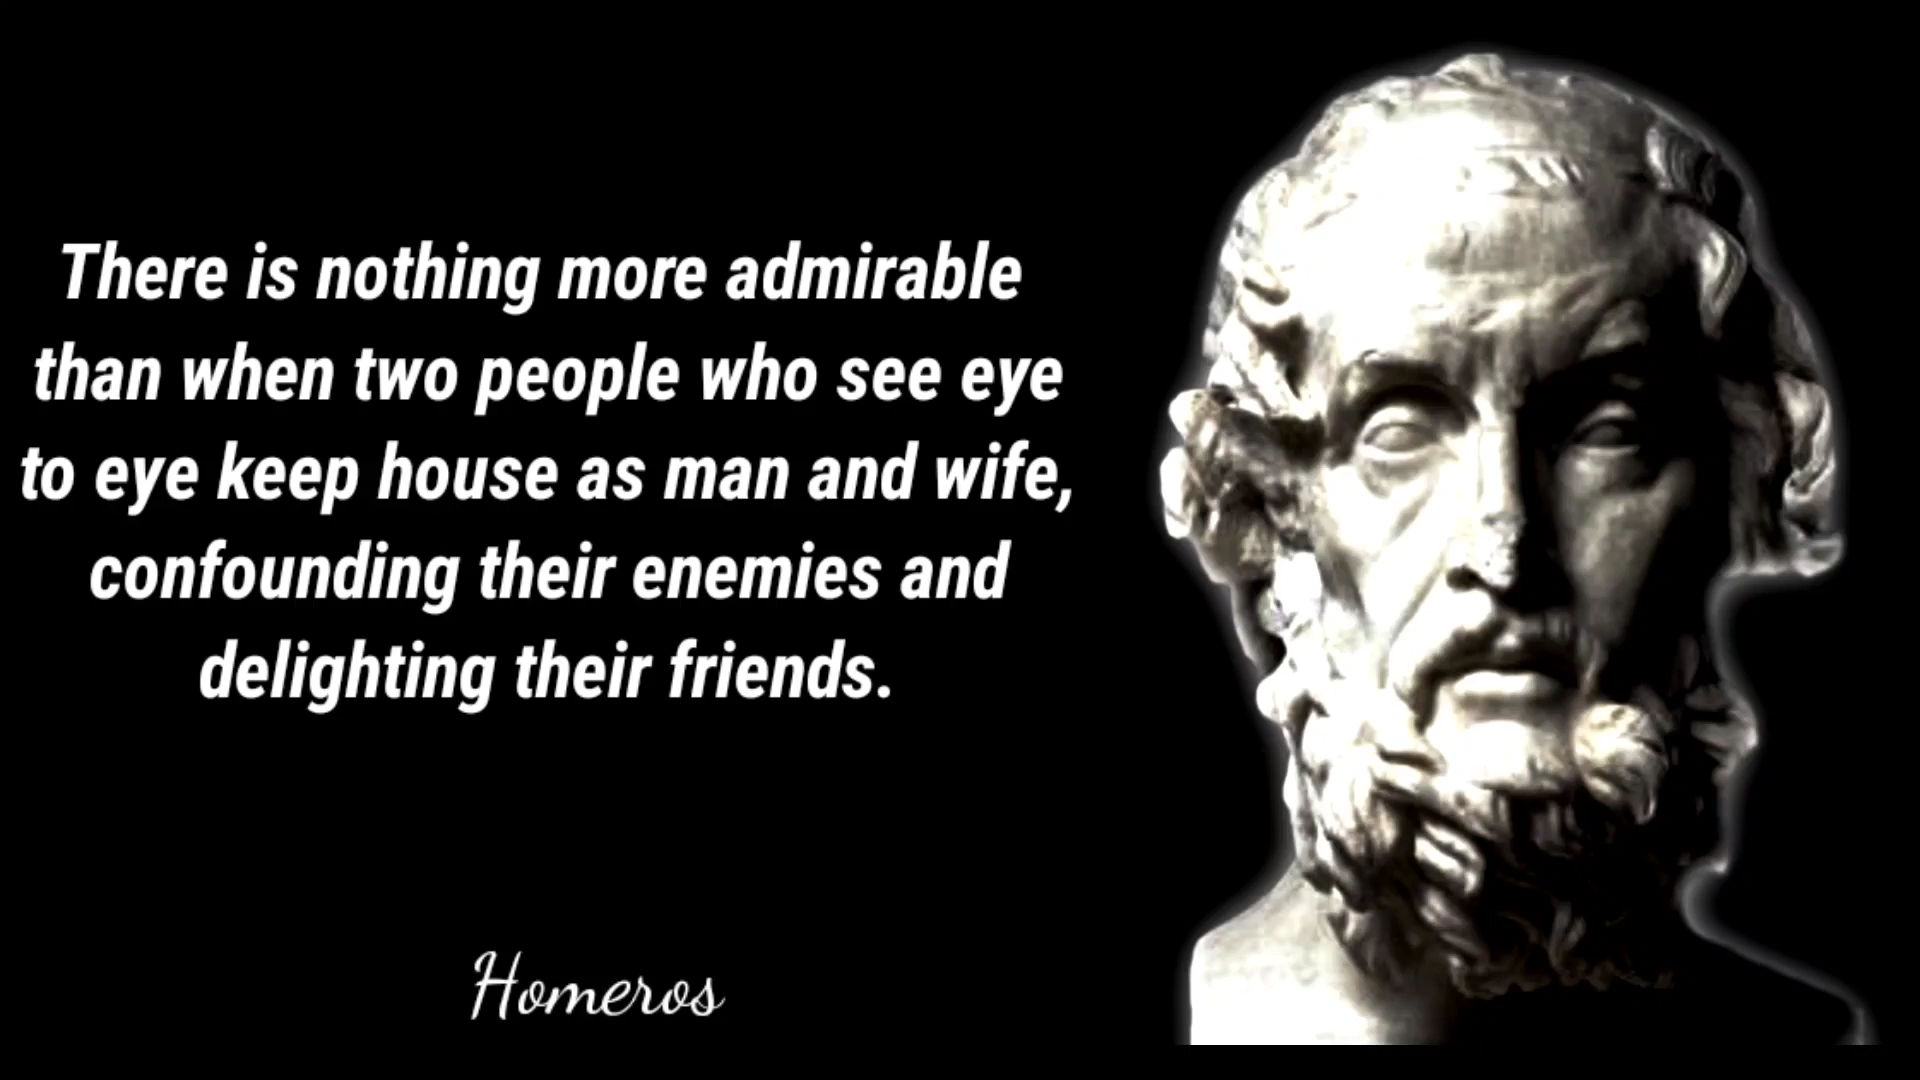 There is nothing more admirable
than when two people who see eye
to eye keep house as man and wife,
confounding their enemies and
delighting their friends.
Homeros